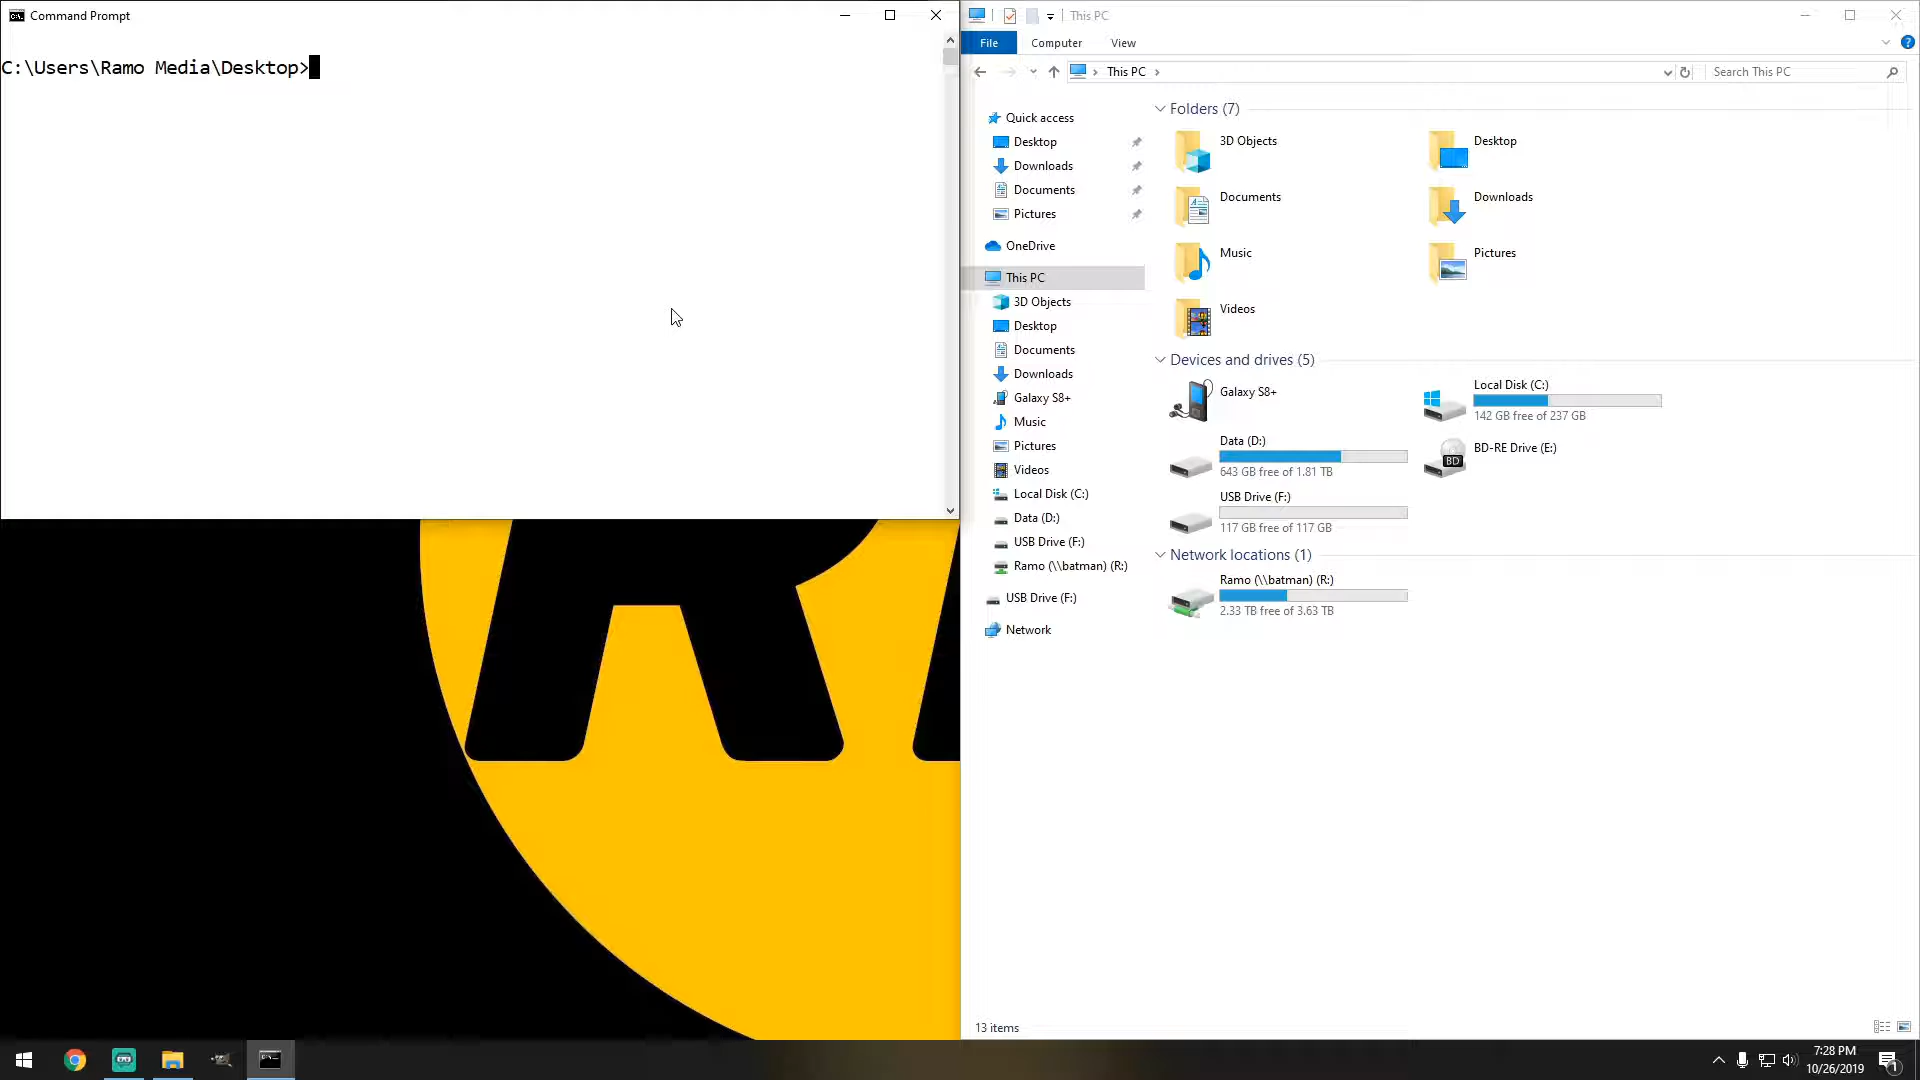 Command Prompt
C:\Users\Ramo Media\Desktop>
This PC
File
Computer
View
This PC
Search This PC
Quick access
Desktop
Downloads
Documents
Pictures
OneDrive
This PC
3D Objects
Desktop
Documents
Downloads
Galaxy S8+
Music
Pictures
Videos
Local Disk (C:)
Data (D:)
USB Drive (F:)
Ramo (\\batman) (R:)
USB Drive (F:)
Network
Folders (7)
3D Objects
Desktop
Documents
Downloads
Music
Pictures
Videos
Devices and drives (5)
Galaxy S8+
Local Disk (C:)
142 GB free of 237 GB
Data (D:)
643 GB free of 1.81 TB
BD-RE Drive (E:)
BD
USB Drive (F:)
117 GB free of 117 GB
Network locations (1)
Ramo (\\batman) (R:)
2.33 TB free of 3.63 TB
13 items
7:28 PM
10/26/2019
1